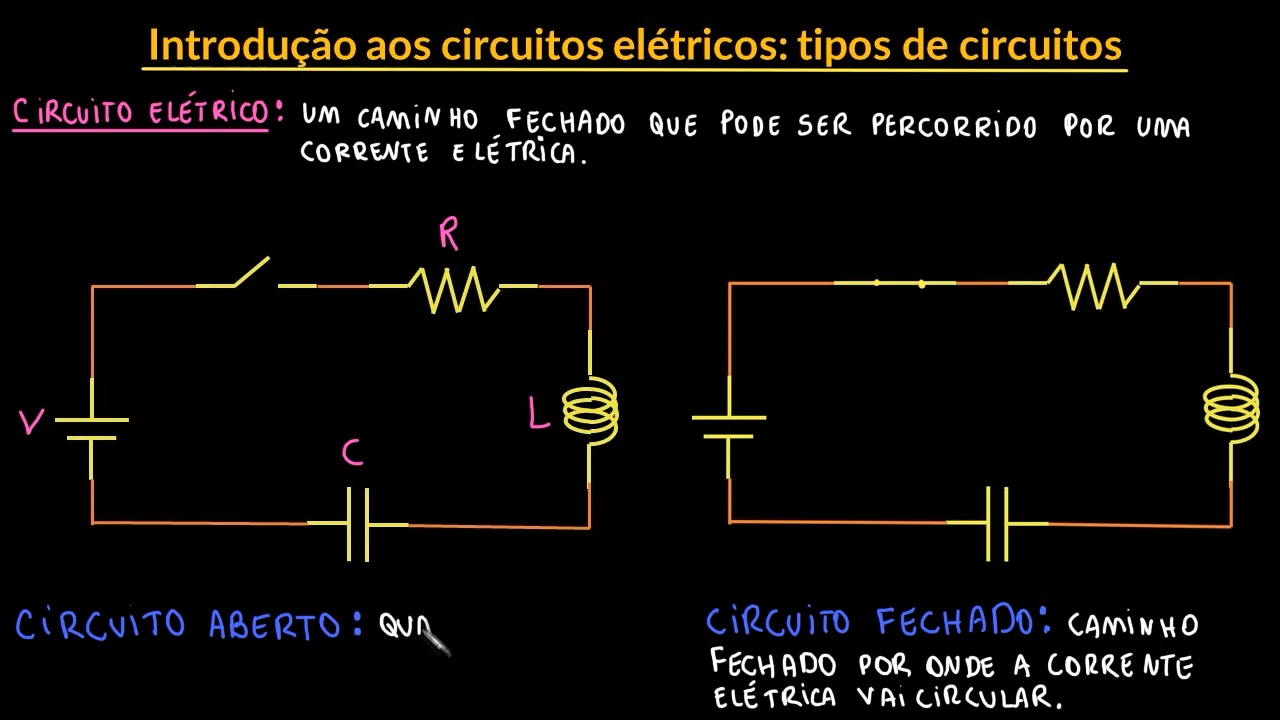 Introdução aos circuitos elétricos: tipos de circuitos
CIRCUITO ELÉTRICO: UM CAMINHO FECHADO QUE PODE SER PERCORRIDO POR UMA
CORRENTE ELÉTRICA.
R
V
L
C
CIRCUITO ABERTO: QUA
CIRCUITO FECHADO: CAMINHO
FECHADO POR ONDE A CORRENTE
ELÉTRICA VAI CIRCULAR.